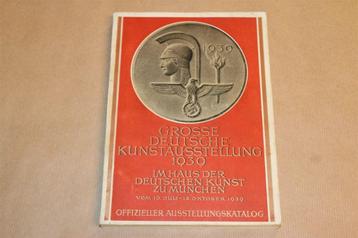 1939
GROSSE
DEUTSCHE
KUNSTAUSSTELLUNG
1939
IM HAUS DER
DEUTSCHEN KUNST
ZU MÜNCHEN
VOM 16. JULI - 15. OKTOBER 1939
OFFIZIELLER AUSSTELLUNGSKATALOG